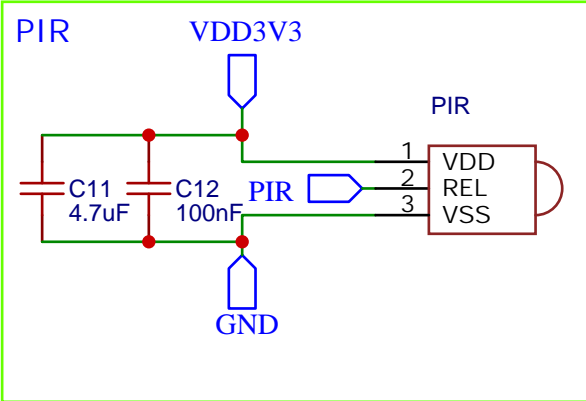 PIR
VDD3V3
PIR
1
VDD
2
REL
3
VSS
PIR
C11
4.7uF
C12
100nF
GND